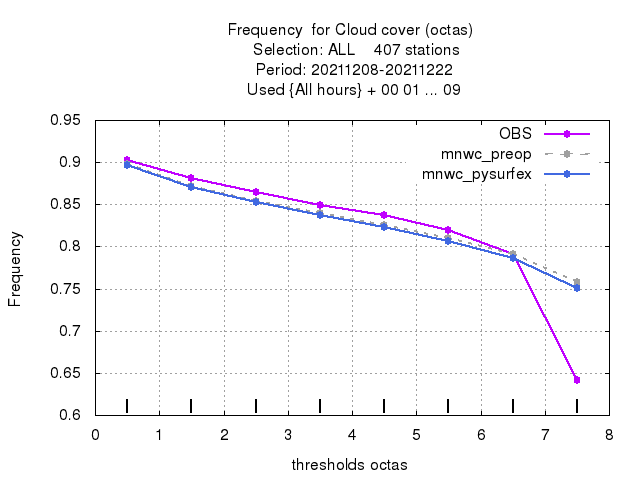 Frequency  for Cloud cover (octas)
Selection: ALL    407 stations
Period: 20211208-20211222
Used {All hours} + 00 01 ... 09
OBS
mnwc_preop
mnwc_pysurfex
0.95
0.9
0.85
0.8
0.75
0.7
0.65
0.6
Frequency
0 1 2 3 4 5 6 7 8
thresholds octas